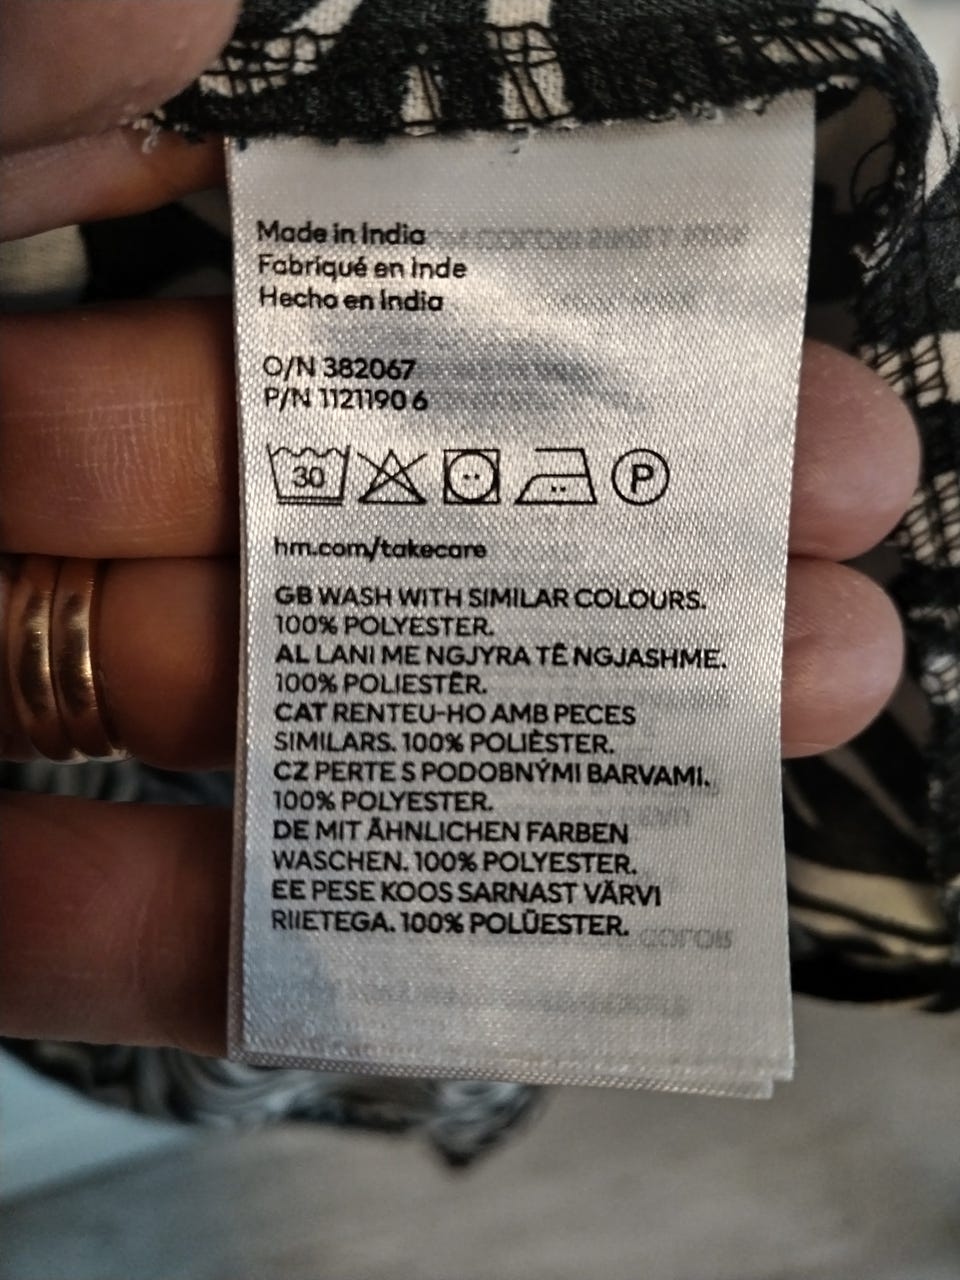 Made in India
Fabriqué en Inde
Hecho en India
O/N 382067
P/N 1121190 6
30 P
hm.com/takecare
GB WASH WITH SIMILAR COLOURS.
100% POLYESTER.
AL LANI ME NGJYRA TË NGJASHME.
100% POLIESTËR.
CAT RENTEU-HO AMB PECES
SIMILARS. 100% POLIÈSTER.
CZ PERTE S PODOBNÝMI BARVAMI.
100% POLYESTER.
DE MIT ÄHNLICHEN FARBEN
WASCHEN. 100% POLYESTER.
EE PESE KOOS SARNAST VÄRVI
RIIETEGA. 100% POLÜESTER.